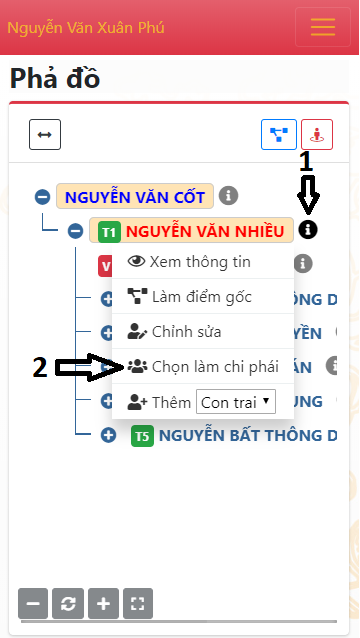 Nguyễn Văn Xuân Phú
Phả đồ
1
NGUYỄN VĂN CỐT
T1 NGUYỄN VĂN NHIỀU
V
Xem thông tin
Làm điểm gốc
ÔNG D
Chỉnh sửa
YỀN
2
Chọn làm chi phái
ÁN
Thêm Con trai
UNG
T5 NGUYỄN BẤT THÔNG D